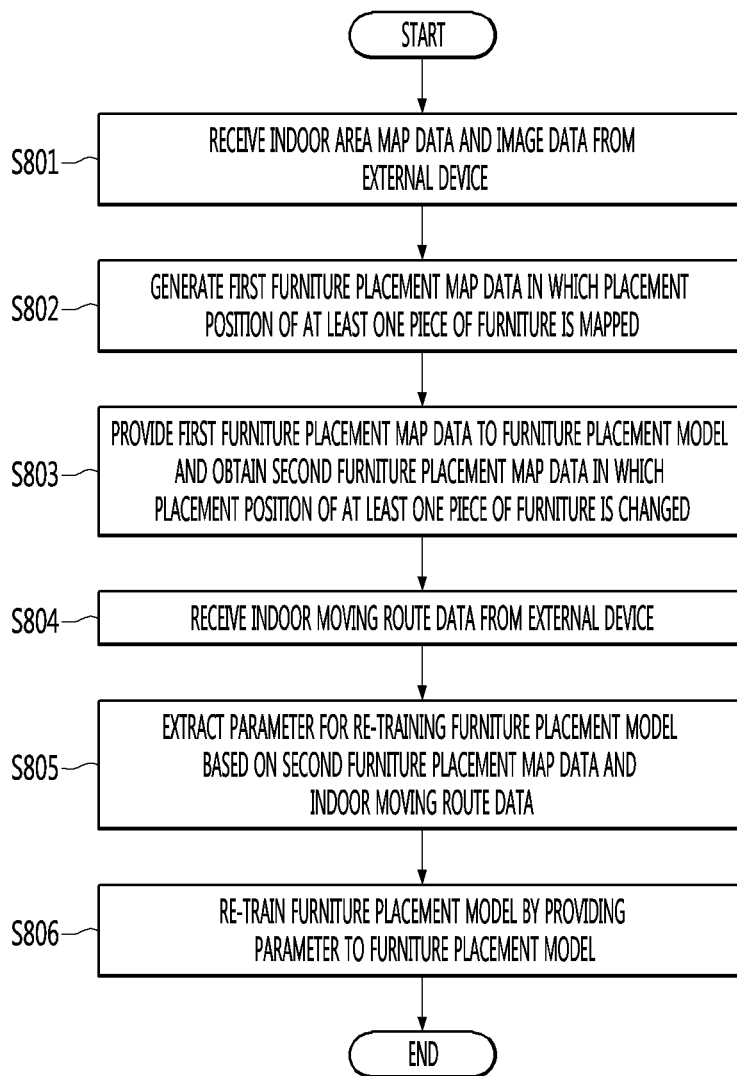 START
S801
RECEIVE INDOOR AREA MAP DATA AND IMAGE DATA FROM
EXTERNAL DEVICE
S802
GENERATE FIRST FURNITURE PLACEMENT MAP DATA IN WHICH PLACEMENT
POSITION OF AT LEAST ONE PIECE OF FURNITURE IS MAPPED
S803
PROVIDE FIRST FURNITURE PLACEMENT MAP DATA TO FURNITURE PLACEMENT MODEL
AND OBTAIN SECOND FURNITURE PLACEMENT MAP DATA IN WHICH
PLACEMENT POSITION OF AT LEAST ONE PIECE OF FURNITURE IS CHANGED
S804
RECEIVE INDOOR MOVING ROUTE DATA FROM EXTERNAL DEVICE
S805
EXTRACT PARAMETER FOR RE-TRAINING FURNITURE PLACEMENT MODEL
BASED ON SECOND FURNITURE PLACEMENT MAP DATA AND
INDOOR MOVING ROUTE DATA
S806
RE-TRAIN FURNITURE PLACEMENT MODEL BY PROVIDING
PARAMETER TO FURNITURE PLACEMENT MODEL
END